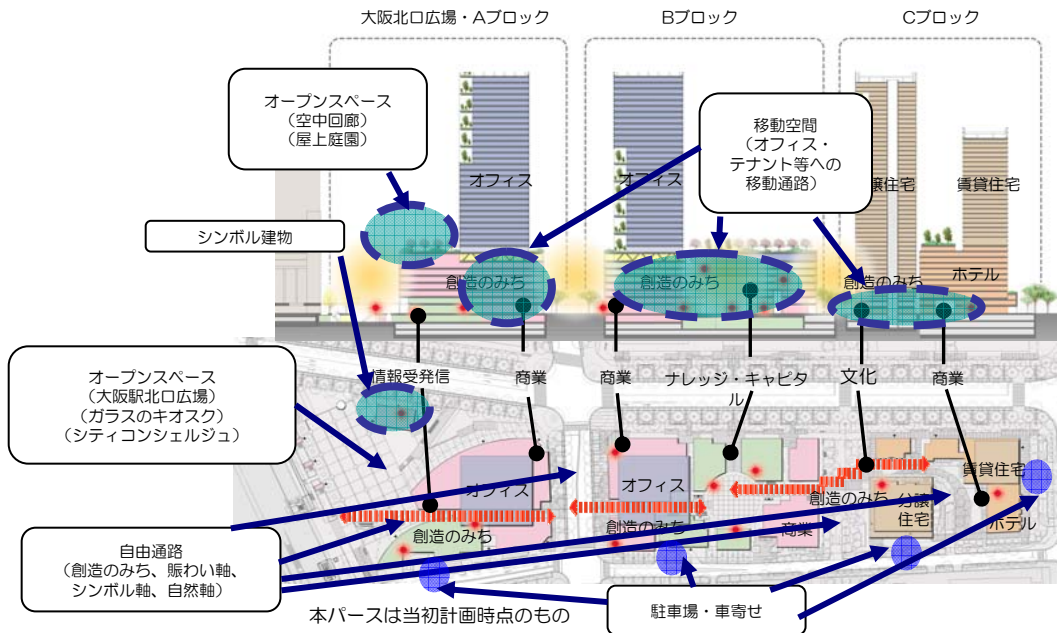 大阪北口広場・Aブロック
Bブロック
Cブロック
オープンスペース
(空中回廊)
(屋上庭園)
移動空間
(オフィス・
テナント等への
移動通路)
オフィス
オフィス
譲住宅
賃貸住宅
シンボル建物
創造のみち
創造のみち
創造のみち
ホテル
オープンスペース
(大阪駅北口広場)
(ガラスのキオスク)
(シティコンシェルジュ)
情報受発信
商業
商業
ナレッジ・キャピタ
ル
文化
商業
オフィス
オフィス
賃貸住宅
創造のみち
創造のみち
創造のみち
商業
分譲
住宅
ホテル
自由通路
(創造のみち、賑わい軸、
シンボル軸、自然軸)
本パースは当初計画時点のもの
駐車場・車寄せ